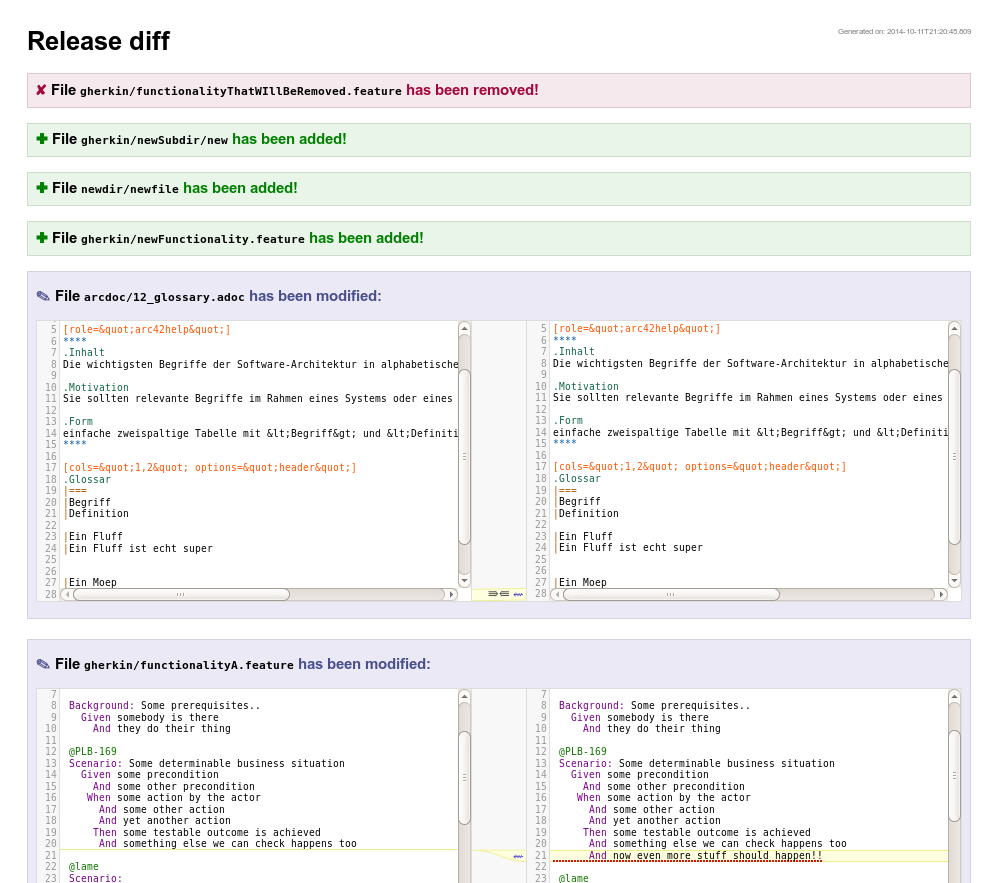 Release diff
Generated on: 2014-10-11T21:20:45.609
✘ File gherkin/functionalityThatWIllBeRemoved.feature has been removed!
✚ File gherkin/newSubdir/new has been added!
✚ File newdir/newfile has been added!
✚ File gherkin/newFunctionality.feature has been added!
✎ File arcdoc/12_glossary.adoc has been modified:
5 [role=&quot;arc42help&quot;]
6 ****
7 .Inhalt
8 Die wichtigsten Begriffe der Software-Architektur in alphabetische
9
10 .Motivation
11 Sie sollten relevante Begriffe im Rahmen eines Systems oder eines
12
13 .Form
14 einfache zweispaltige Tabelle mit &lt;Begriff&gt; und &lt;Definiti
15 ****
16
17 [cols=&quot;1,2&quot; options=&quot;header&quot;]
18 .Glossar
19 |===
20 |Begriff
21 |Definition
22
23 |Ein Fluff
24 |Ein Fluff ist echt super
25
26
27 |Ein Moep
28
5 [role=&quot;arc42help&quot;]
6 ****
7 .Inhalt
8 Die wichtigsten Begriffe der Software-Architektur in alphabetische
9
10 .Motivation
11 Sie sollten relevante Begriffe im Rahmen eines Systems oder eines
12
13 .Form
14 einfache zweispaltige Tabelle mit &lt;Begriff&gt; und &lt;Definiti
15 ****
16
17 [cols=&quot;1,2&quot; options=&quot;header&quot;]
18 .Glossar
19 |===
20 |Begriff
21 |Definition
22
23 |Ein Fluff
24 |Ein Fluff ist echt super
25
26
27 |Ein Moep
28
✎ File gherkin/functionalityA.feature has been modified:
7
8 Background: Some prerequisites..
9 Given somebody is there
10 And they do their thing
11
12 @PLB-169
13 Scenario: Some determinable business situation
14 Given some precondition
15 And some other precondition
16 When some action by the actor
17 And some other action
18 And yet another action
19 Then some testable outcome is achieved
20 And something else we can check happens too
21
22 @lame
23 Scenario:
7
8 Background: Some prerequisites..
9 Given somebody is there
10 And they do their thing
11
12 @PLB-169
13 Scenario: Some determinable business situation
14 Given some precondition
15 And some other precondition
16 When some action by the actor
17 And some other action
18 And yet another action
19 Then some testable outcome is achieved
20 And something else we can check happens too
21 And now even more stuff should happen!!
22
23 @lame